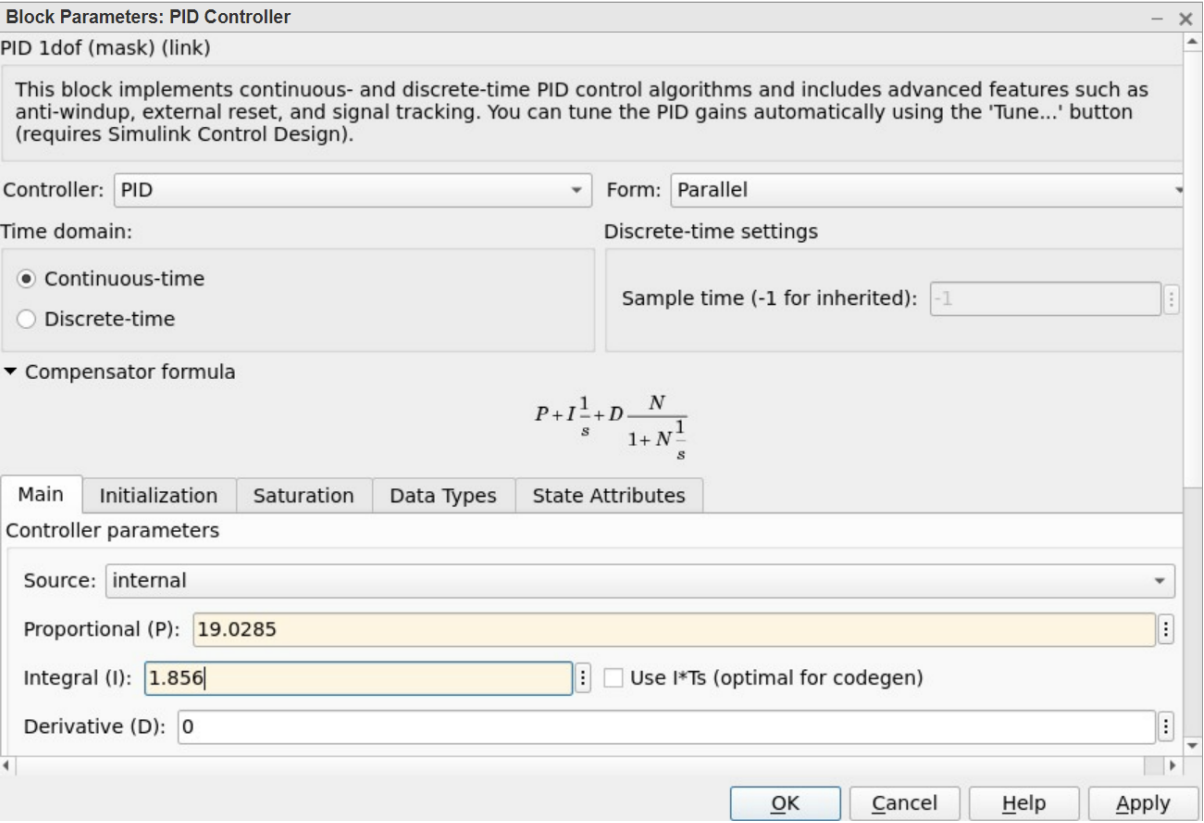 Block Parameters: PID Controller
PID 1dof (mask) (link)
This block implements continuous- and discrete-time PID control algorithms and includes advanced features such as
anti-windup, external reset, and signal tracking. You can tune the PID gains automatically using the 'Tune...' button
(requires Simulink Control Design).
Controller: PID Form: Parallel
Time domain: Discrete-time settings
Continuous-time
Sample time (-1 for inherited): -1
Discrete-time
Compensator formula
P + I 1/s + D N/(1 + N 1/s)
Main Initialization Saturation Data Types State Attributes
Controller parameters
Source: internal
Proportional (P): 19.0285
Integral (I): 1.856 Use I*Ts (optimal for codegen)
Derivative (D): 0
OK Cancel Help Apply